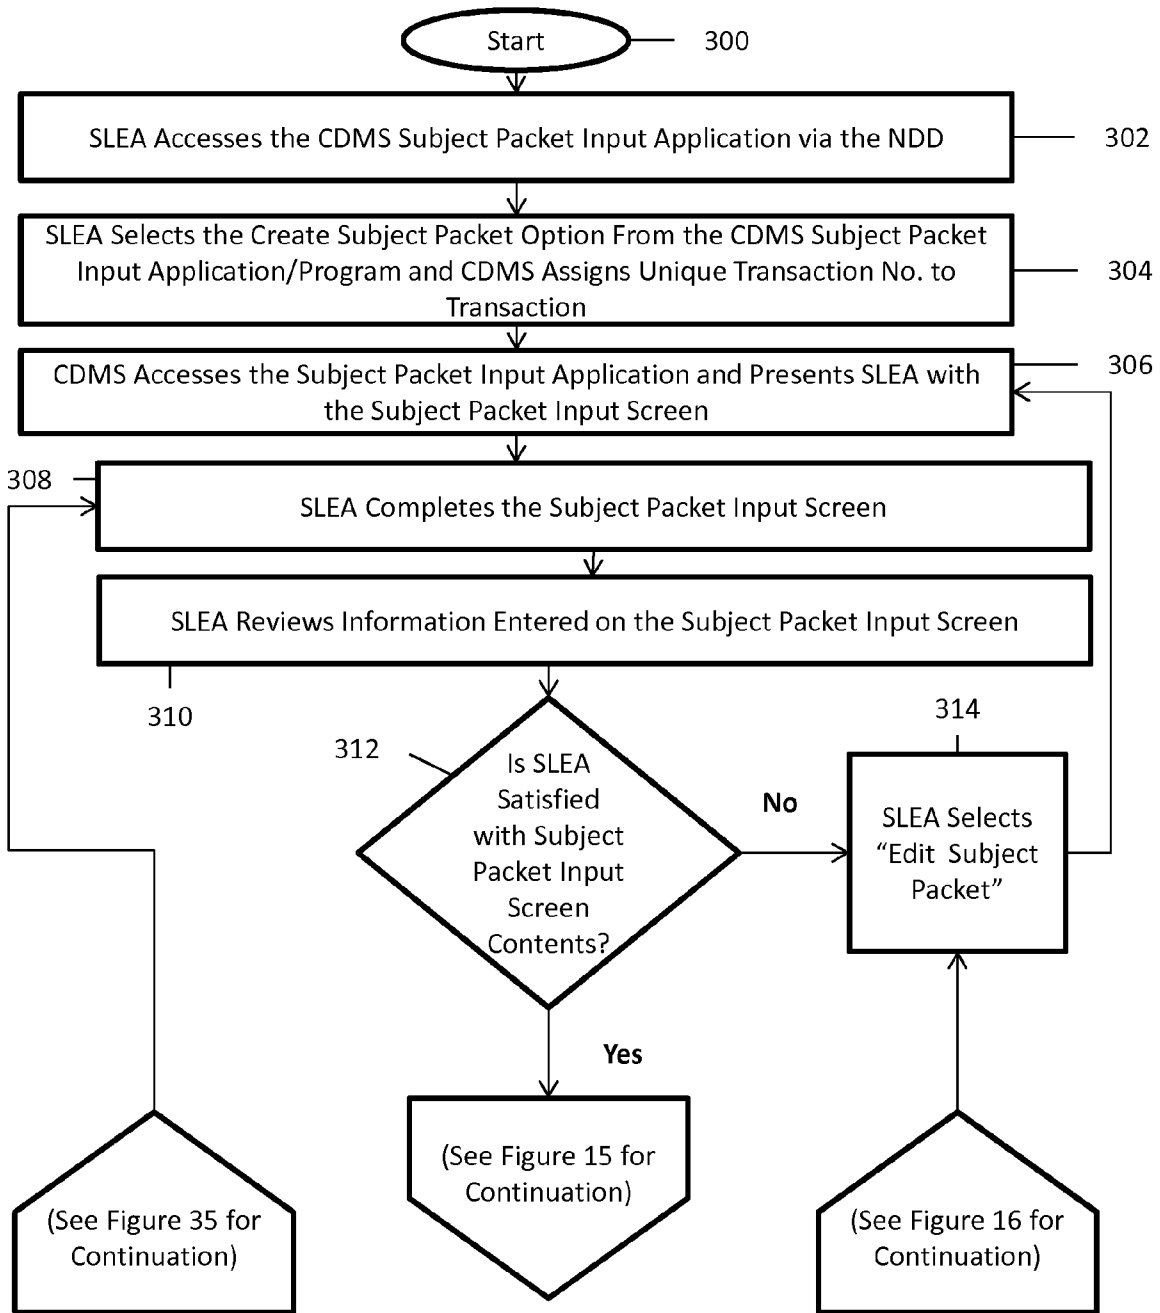 Start
300
SLEA Accesses the CDMS Subject Packet Input Application via the NDD
302
SLEA Selects the Create Subject Packet Option From the CDMS Subject Packet
Input Application/Program and CDMS Assigns Unique Transaction No. to
Transaction
304
CDMS Accesses the Subject Packet Input Application and Presents SLEA with
the Subject Packet Input Screen
306
308
SLEA Completes the Subject Packet Input Screen
SLEA Reviews Information Entered on the Subject Packet Input Screen
310
312
Is SLEA
Satisfied
with Subject
Packet Input
Screen
Contents?
No
314
SLEA Selects
“Edit Subject
Packet”
Yes
(See Figure 35 for
Continuation)
(See Figure 15 for
Continuation)
(See Figure 16 for
Continuation)